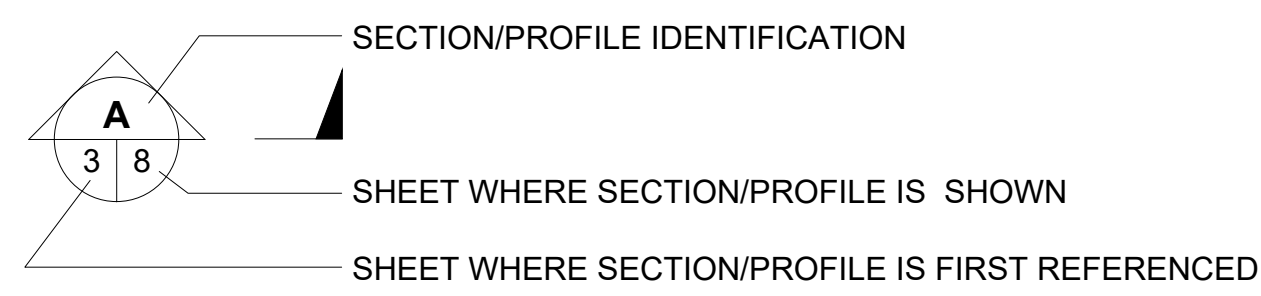 SECTION/PROFILE IDENTIFICATION
A
3 8
SHEET WHERE SECTION/PROFILE IS SHOWN
SHEET WHERE SECTION/PROFILE IS FIRST REFERENCED